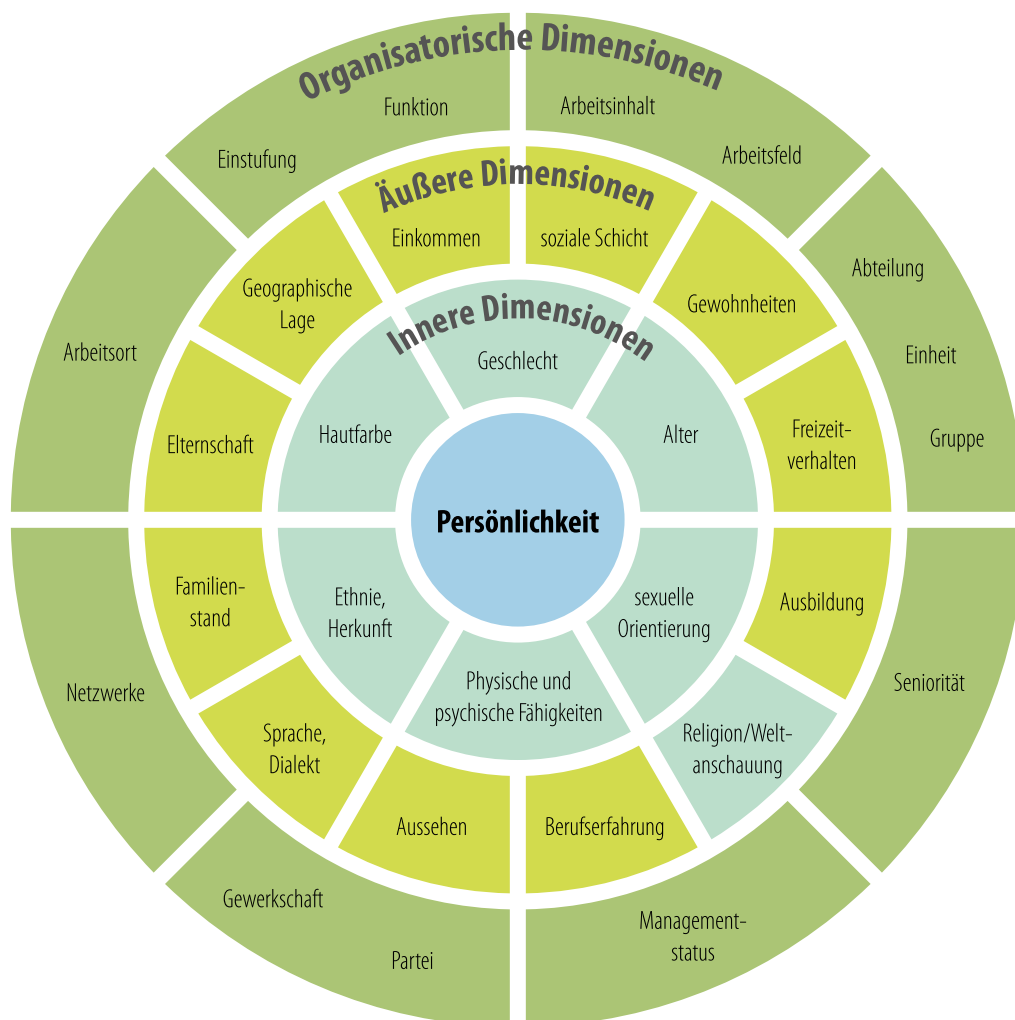 Organisatorische Dimensionen
Funktion
Arbeitsinhalt
Einstufung
Arbeitsfeld
Abteilung
Einheit
Gruppe
Arbeitsort
Netzwerke
Seniorität
Gewerkschaft
Partei
Management-
status
Äußere Dimensionen
Einkommen
soziale Schicht
Geographische
Lage
Gewohnheiten
Elternschaft
Freizeit-
verhalten
Familien-
stand
Ausbildung
Sprache,
Dialekt
Religion/Welt-
anschauung
Aussehen
Berufserfahrung
Innere Dimensionen
Geschlecht
Hautfarbe
Alter
Ethnie,
Herkunft
sexuelle
Orientierung
Physische und
psychische Fähigkeiten
Persönlichkeit